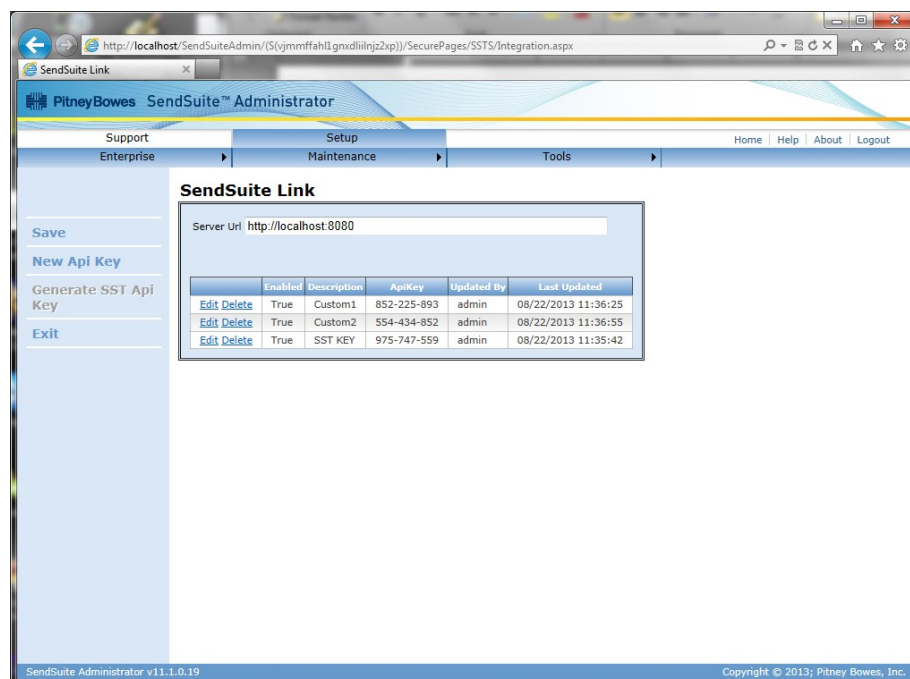 http://localhost/SendSuiteAdmin/(S(vjmmffahl1gnxdliilnjz2xp))/SecurePages/SSTS/Integration.aspx
SendSuite Link
PitneyBowes SendSuite™ Administrator
Support Setup Home Help About Logout
Enterprise Maintenance Tools
SendSuite Link
Server Url http://localhost:8080
Save
New Api Key
Generate SST Api
Key
Exit
Enabled Description ApiKey Updated By Last Updated
Edit Delete True Custom1 852-225-893 admin 08/22/2013 11:36:25
Edit Delete True Custom2 554-434-852 admin 08/22/2013 11:36:55
Edit Delete True SST KEY 975-747-559 admin 08/22/2013 11:35:42
SendSuite Administrator v11.1.0.19 Copyright © 2013; Pitney Bowes, Inc.